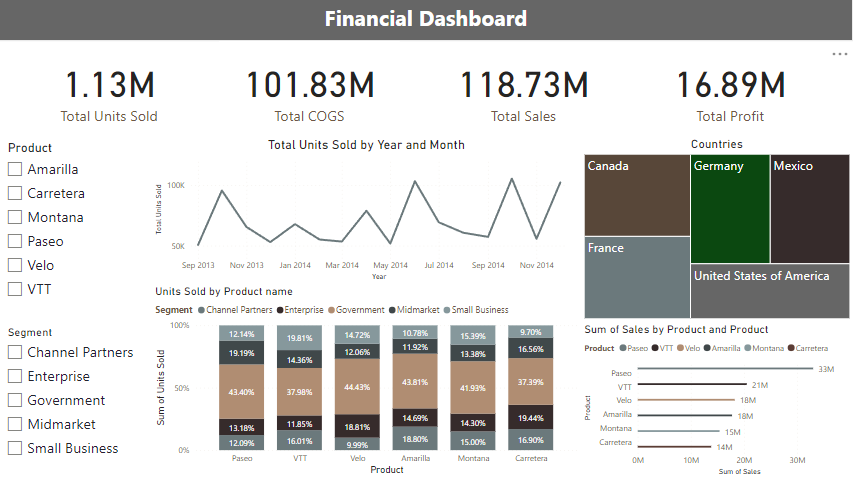 Financial Dashboard
1.13M
Total Units Sold
101.83M
Total COGS
118.73M
Total Sales
16.89M
Total Profit
Product
Amarilla
Carretera
Montana
Paseo
Velo
VTT
Segment
Channel Partners
Enterprise
Government
Midmarket
Small Business
Total Units Sold by Year and Month
Total Units Sold
100K
50K
Sep 2013 Nov 2013 Jan 2014 Mar 2014 May 2014 Jul 2014 Sep 2014 Nov 2014
Year
Units Sold by Product name
Segment Channel Partners Enterprise Government Midmarket Small Business
Sum of Units Sold
100%
50%
0%
12.14% 19.81% 14.72% 10.78% 15.39% 9.70%
19.19% 14.36% 12.06% 11.92% 13.38% 16.56%
43.40% 37.98% 44.43% 43.81% 41.93% 37.39%
13.18% 11.85% 18.81% 14.69% 14.30% 19.44%
12.09% 16.01% 9.99% 18.80% 15.00% 16.90%
Paseo VTT Velo Amarilla Montana Carretera
Product
Countries
Canada
Germany
Mexico
France
United States of America
Sum of Sales by Product and Product
Product Paseo VTT Velo Amarilla Montana Carretera
Product
Paseo 33M
VTT 21M
Velo 18M
Amarilla 18M
Montana 15M
Carretera 14M
0M 10M 20M 30M
Sum of Sales